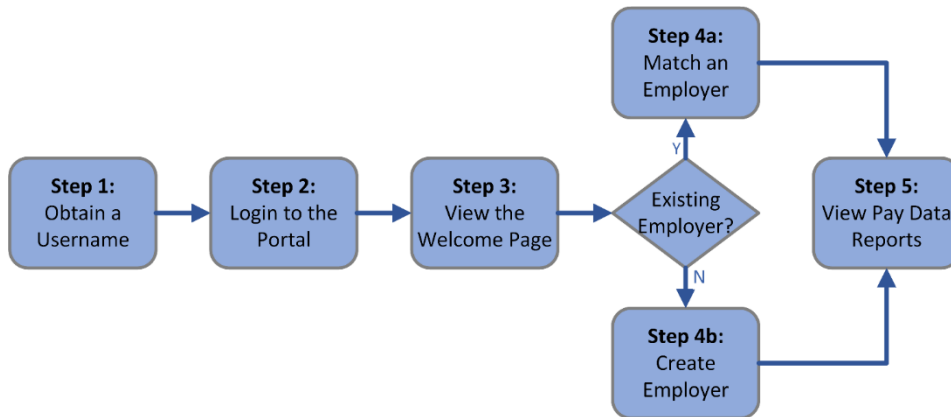 Step 1:
Obtain a
Username
Step 2:
Login to the
Portal
Step 3:
View the
Welcome Page
Existing
Employer?
Y
Step 4a:
Match an
Employer
N
Step 4b:
Create
Employer
Step 5:
View Pay Data
Reports